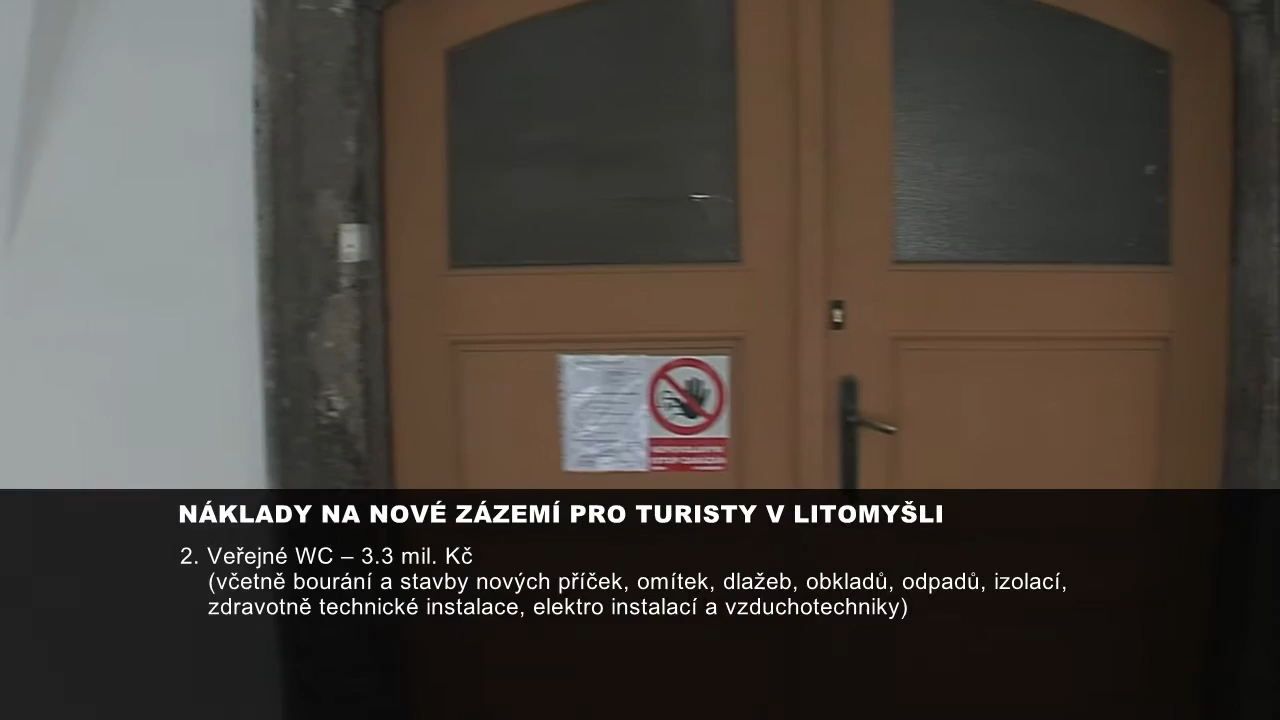 NÁKLADY NA NOVÉ ZÁZEMÍ PRO TURISTY V LITOMYŠLI
2. Veřejné WC – 3.3 mil. Kč
(včetně bourání a stavby nových příček, omítek, dlažeb, obkladů, odpadů, izolací,
zdravotně technické instalace, elektro instalací a vzduchotechniky)